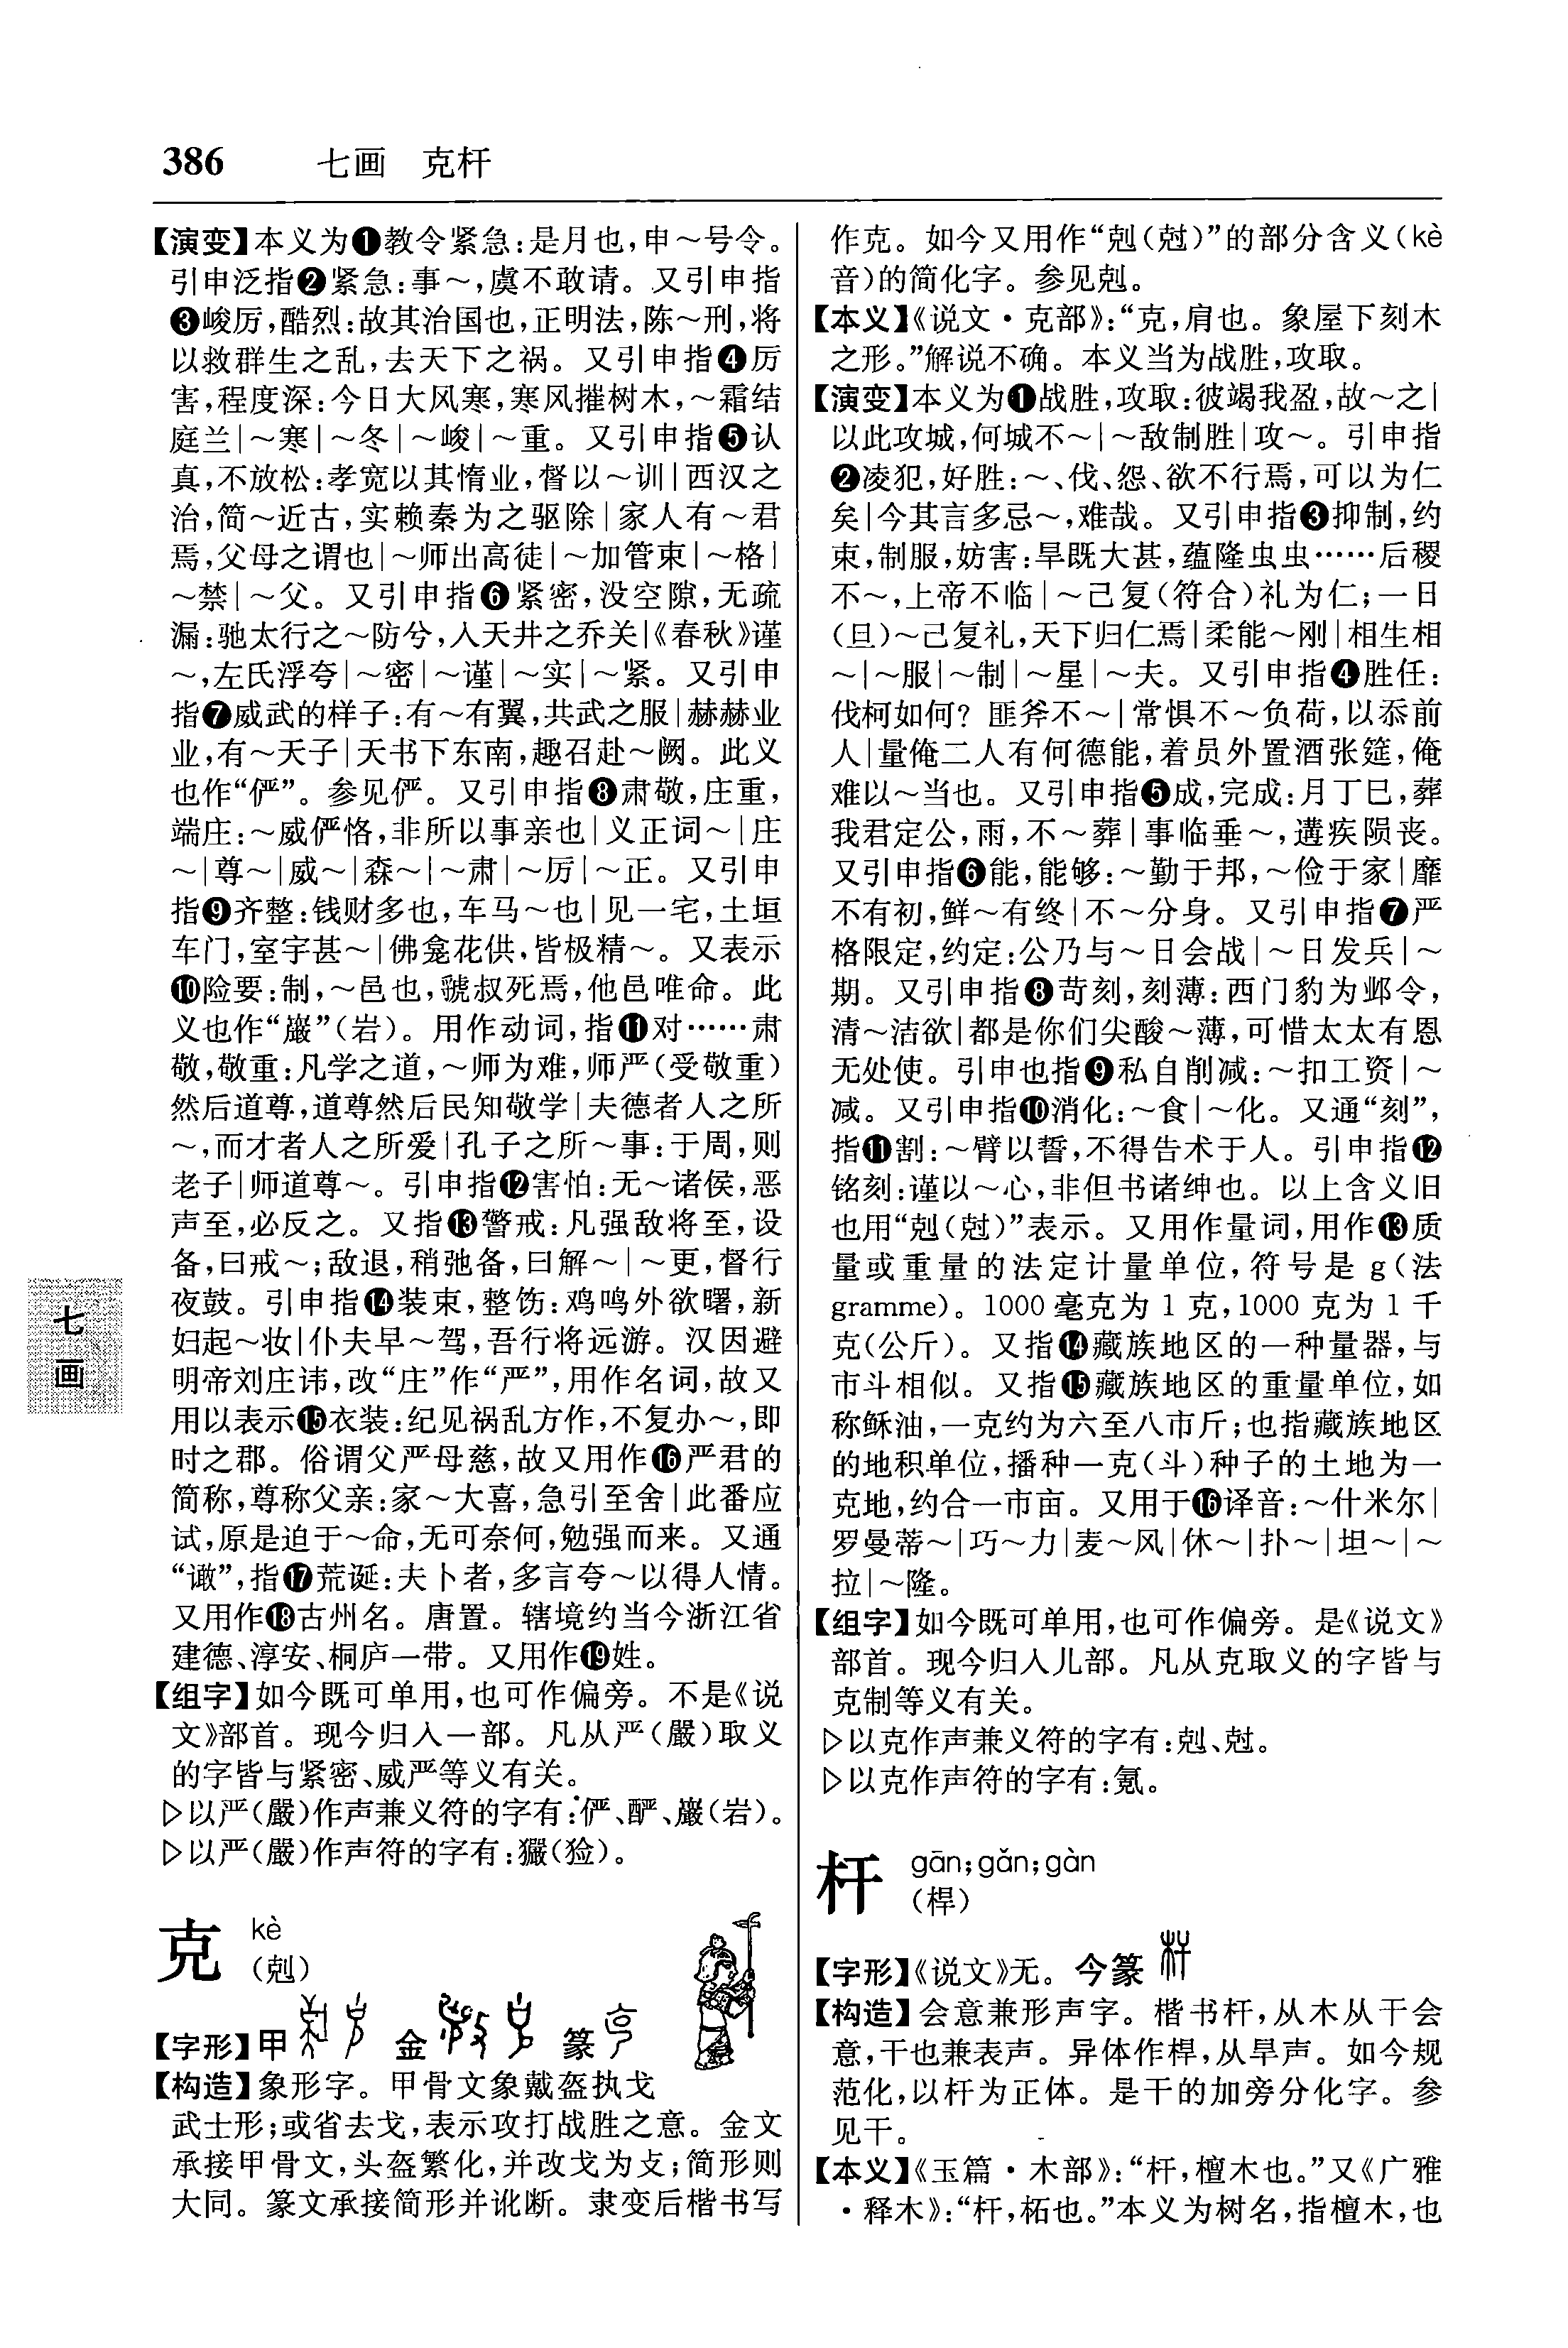 386 七画 克杆
【演变】本义为❶教令紧急:是月也,申～号令。
引申泛指❷紧急:事～,虞不敢请。又引申指
❸峻厉,酷烈:故其治国也,正明法,陈～刑,将
以救群生之乱,去天下之祸。又引申指❹厉
害,程度深:今日大风寒,寒风摧树木,～霜结
庭兰|～寒|～冬|～峻|～重。又引申指❺认
真,不放松:孝宽以其惰业,督以～训|西汉之
治,简～近古,实赖秦为之驱除|家人有～君
焉,父母之谓也|～师出高徒|～加管束|～格|
～禁|～父。又引申指❻紧密,没空隙,无疏
漏:驰太行之～防兮,入天井之乔关|《春秋》谨
～,左氏浮夸|～密|～谨|～实|～紧。又引申
指❼威武的样子:有～有翼,共武之服|赫赫业
业,有～天子|天书下东南,趣召赴～阙。此义
也作“俨”。参见俨。又引申指❽肃敬,庄重,
端庄:～威俨恪,非所以事亲也|义正词～|庄
～|尊～|威～|森～|～肃|～厉|～正。又引申
指❾齐整:钱财多也,车马～也|见一宅,土垣
车门,室宇甚～|佛龛花供,皆极精～。又表示
❿险要:制,～邑也,虢叔死焉,他邑唯命。此
义也作“巖”(岩)。用作动词,指⓫对……肃
敬,敬重:凡学之道,～师为难,师严(受敬重)
然后道尊,道尊然后民知敬学|夫德者人之所
～,而才者人之所爱|孔子之所～事:于周,则
老子|师道尊～。引申指⓬害怕:无～诸侯,恶
声至,必反之。又指⓭警戒:凡强敌将至,设
备,曰戒～;敌退,稍弛备,曰解～|～更,督行
夜鼓。引申指⓮装束,整饬:鸡鸣外欲曙,新
妇起～妆|仆夫早～驾,吾行将远游。汉因避
明帝刘庄讳,改“庄”作“严”,用作名词,故又
用以表示⓯衣装:纪见祸乱方作,不复办～,即
时之郡。俗谓父严母慈,故又用作⓰严君的
简称,尊称父亲:家～大喜,急引至舍|此番应
试,原是迫于～命,无可奈何,勉强而来。又通
“譀”,指⓱荒诞:夫卜者,多言夸～以得人情。
又用作⓲古州名。唐置。辖境约当今浙江省
建德、淳安、桐庐一带。又用作⓳姓。
【组字】如今既可单用,也可作偏旁。不是《说
文》部首。现今归入一部。凡从严(嚴)取义
的字皆与紧密、威严等义有关。
▷以严(嚴)作声兼义符的字有:俨、酽、巖(岩)。
▷以严(嚴)作声符的字有:玁(猃)。
克 kè
(剋)
【字形】甲 金 篆
【构造】象形字。甲骨文象戴盔执戈
武士形;或省去戈,表示攻打战胜之意。金文
承接甲骨文,头盔繁化,并改戈为攴;简形则
大同。篆文承接简形并讹断。隶变后楷书写
作克。如今又用作“剋(尅)”的部分含义(kè
音)的简化字。参见剋。
【本义】《说文·克部》:“克,肩也。象屋下刻木
之形。”解说不确。本义当为战胜,攻取。
【演变】本义为❶战胜,攻取:彼竭我盈,故～之|
以此攻城,何城不～|～敌制胜|攻～。引申指
❷凌犯,好胜:～、伐、怨、欲不行焉,可以为仁
矣|今其言多忌～,难哉。又引申指❸抑制,约
束,制服,妨害:旱既大甚,蕴隆虫虫……后稷
不～,上帝不临|～己复(符合)礼为仁;一日
(旦)～己复礼,天下归仁焉|柔能～刚|相生相
～|～服|～制|～星|～夫。又引申指❹胜任:
伐柯如何?匪斧不～|常惧不～负荷,以忝前
人|量俺二人有何德能,着员外置酒张筵,俺
难以～当也。又引申指❺成,完成:月丁巳,葬
我君定公,雨,不～葬|事临垂～,遘疾陨丧。
又引申指❻能,能够:～勤于邦,～俭于家|靡
不有初,鲜～有终|不～分身。又引申指❼严
格限定,约定:公乃与～日会战|～日发兵|～
期。又引申指❽苛刻,刻薄:西门豹为邺令,
清～洁欲|都是你们尖酸～薄,可惜太太有恩
无处使。引申也指❾私自削减:～扣工资|～
减。又引申指❿消化:～食|～化。又通“刻”,
指⓫割:～臂以誓,不得告术于人。引申指⓬
铭刻:谨以～心,非但书诸绅也。以上含义旧
也用“剋(尅)”表示。又用作量词,用作⓭质
量或重量的法定计量单位,符号是 g(法
gramme)。1000 毫克为 1 克,1000 克为 1 千
克(公斤)。又指⓮藏族地区的一种量器,与
市斗相似。又指⓯藏族地区的重量单位,如
称稣油,一克约为六至八市斤;也指藏族地区
的地积单位,播种一克(斗)种子的土地为一
克地,约合一市亩。又用于⓰译音:～什米尔|
罗曼蒂～|巧～力|麦～风|休～|扑～|坦～|～
拉|～隆。
【组字】如今既可单用,也可作偏旁。是《说文》
部首。现今归入儿部。凡从克取义的字皆与
克制等义有关。
▷以克作声兼义符的字有:剋、尅。
▷以克作声符的字有:氪。
杆 gān;gǎn;gàn
(桿)
【字形】《说文》无。今篆
【构造】会意兼形声字。楷书杆,从木从干会
意,干也兼表声。异体作桿,从旱声。如今规
范化,以杆为正体。是干的加旁分化字。参
见干。
【本义】《玉篇·木部》:“杆,檀木也。”又《广雅
·释木》:“杆,柘也。”本义为树名,指檀木,也
七
画